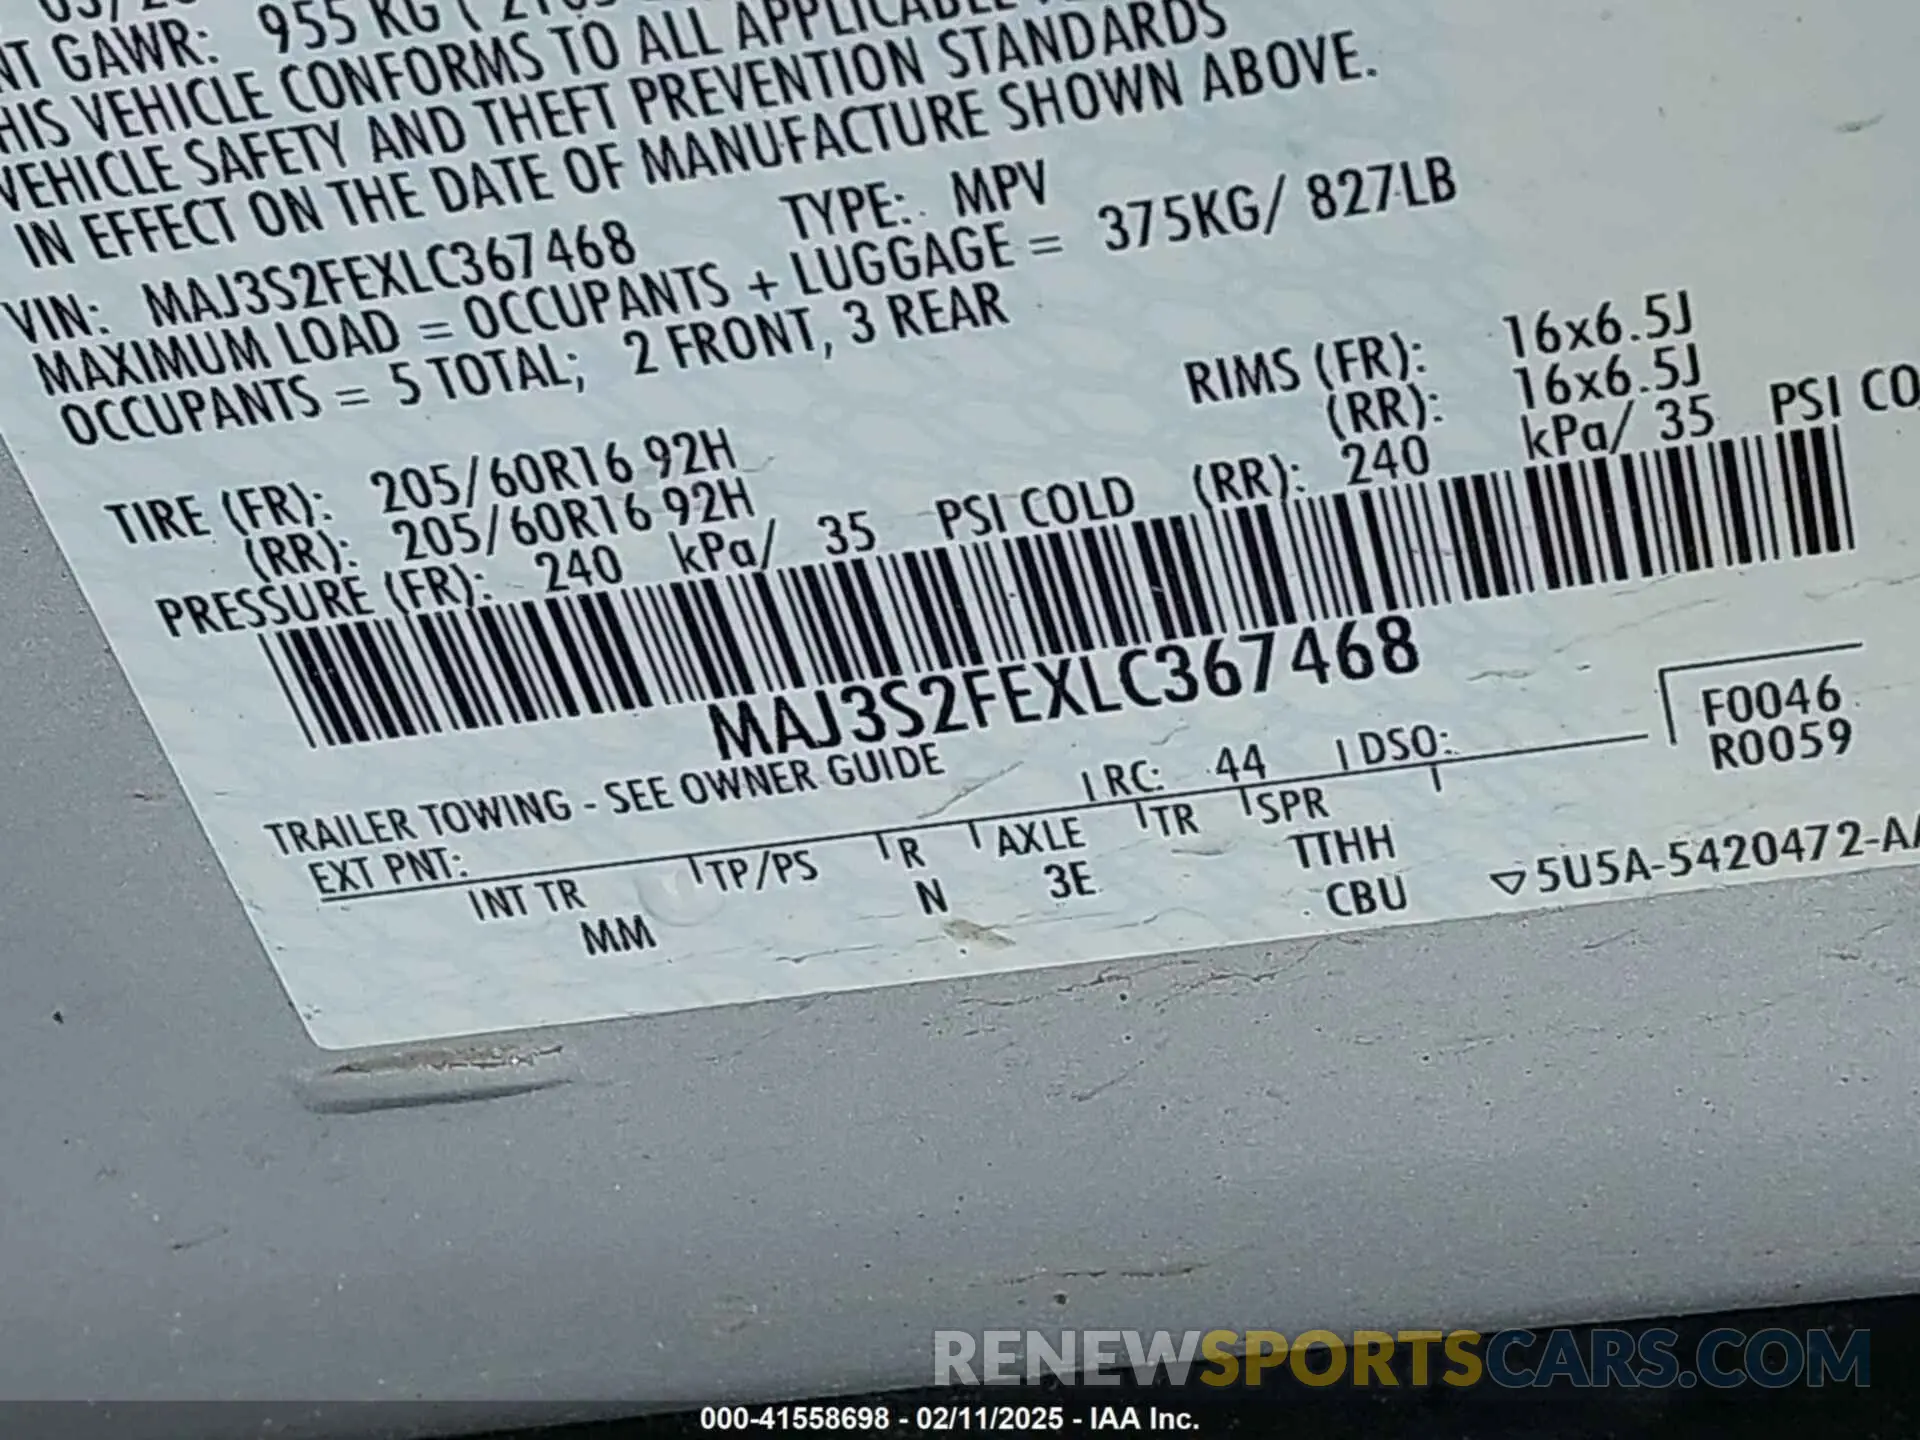 NT GAWR: 955 KG (
HIS VEHICLE CONFORMS TO ALL APPLICABLE
VEHICLE SAFETY AND THEFT PREVENTION STANDARDS
IN EFFECT ON THE DATE OF MANUFACTURE SHOWN ABOVE.
VIN: MAJ3S2FEXLC367468 TYPE: MPV
MAXIMUM LOAD = OCCUPANTS + LUGGAGE = 375KG/ 827LB
OCCUPANTS = 5 TOTAL; 2 FRONT, 3 REAR
TIRE (FR): 205/60R16 92H RIMS (FR): 16x6.5J
(RR): 205/60R16 92H (RR): 16x6.5J
PRESSURE (FR): 240 kPa/ 35 PSI COLD (RR): 240 kPa/ 35 PSI CO
MAJ3S2FEXLC367468
F0046
R0059
TRAILER TOWING - SEE OWNER GUIDE
EXT PNT: RC: 44 DSO:
INT TR TP/PS R AXLE TR SPR
MM N 3E TTHH
CBU 5U5A-5420472-AA
RENEWSPORTSCARS.COM
000-41558698 - 02/11/2025 - IAA Inc.